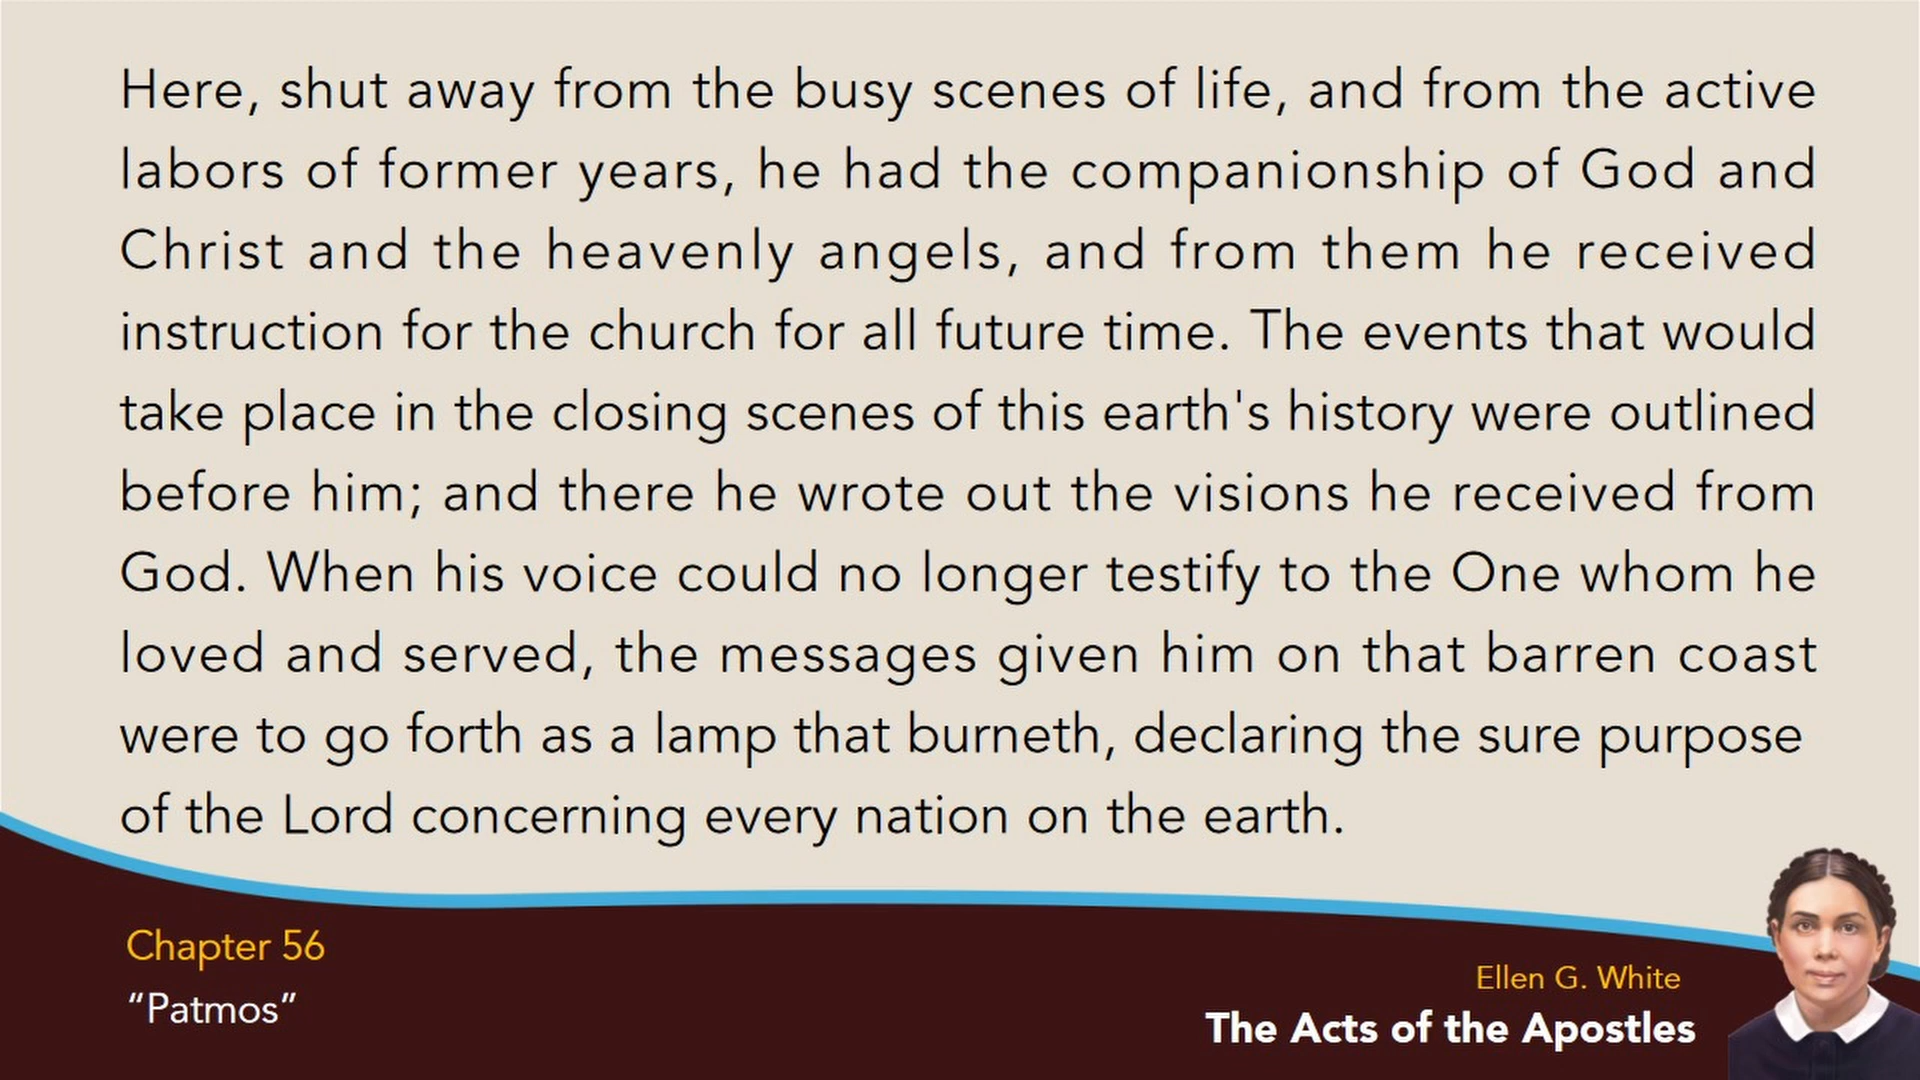 Here, shut away from the busy scenes of life, and from the active
labors of former years, he had the companionship of God and
Christ and the heavenly angels, and from them he received
instruction for the church for all future time. The events that would
take place in the closing scenes of this earth's history were outlined
before him; and there he wrote out the visions he received from
God. When his voice could no longer testify to the One whom he
loved and served, the messages given him on that barren coast
were to go forth as a lamp that burneth, declaring the sure purpose
of the Lord concerning every nation on the earth.
Chapter 56
“Patmos”
Ellen G. White
The Acts of the Apostles